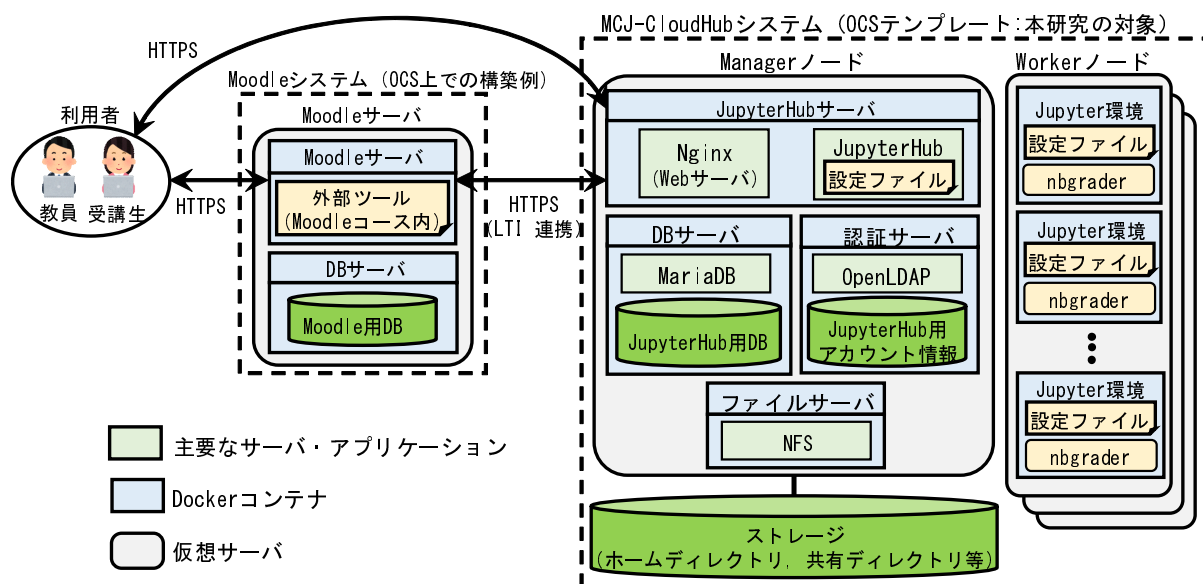 MCJ-CloudHubシステム (OCSテンプレート:本研究の対象)
HTTPS
Moodleシステム (OCS上での構築例)
利用者
教員 受講生
HTTPS
Moodleサーバ
Moodleサーバ
外部ツール
(Moodleコース内)
DBサーバ
Moodle用DB
HTTPS
(LTI 連携)
Managerノード
JupyterHubサーバ
Nginx
(Webサーバ)
JupyterHub
設定ファイル
DBサーバ
MariaDB
JupyterHub用DB
認証サーバ
OpenLDAP
JupyterHub用
アカウント情報
ファイルサーバ
NFS
ストレージ
(ホームディレクトリ, 共有ディレクトリ等)
Workerノード
Jupyter環境
設定ファイル
nbgrader
Jupyter環境
設定ファイル
nbgrader
Jupyter環境
設定ファイル
nbgrader
主要なサーバ・アプリケーション
Dockerコンテナ
仮想サーバ